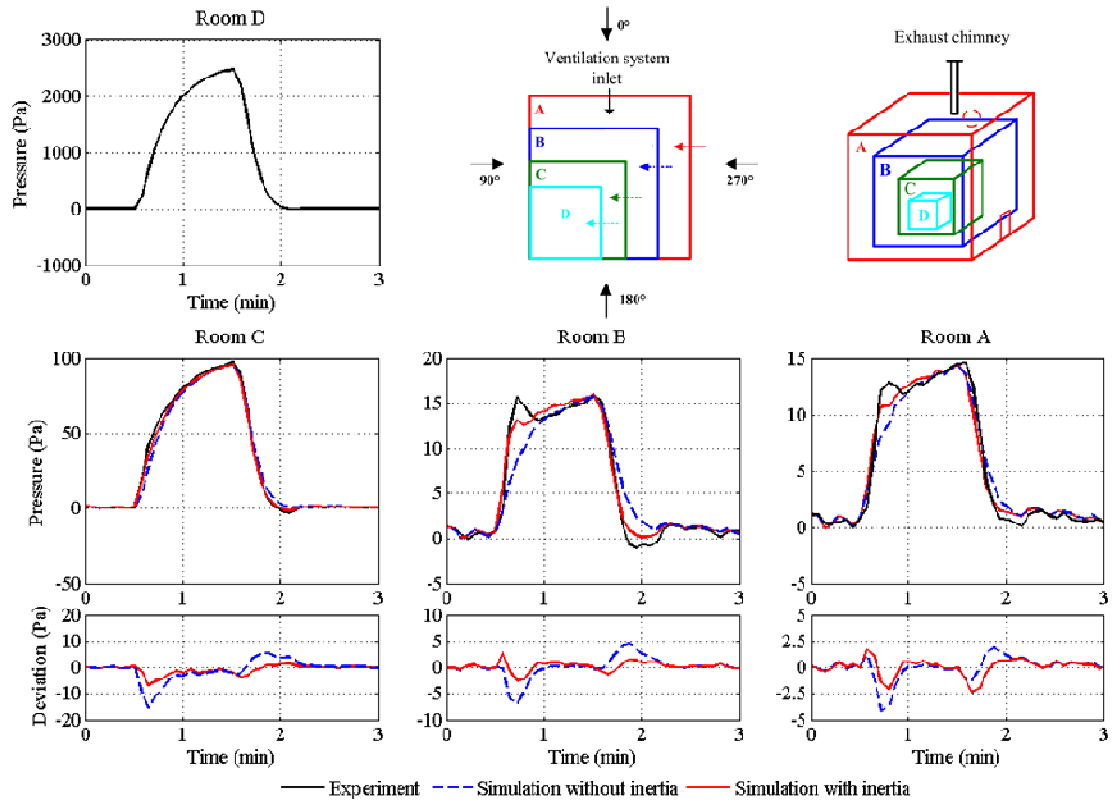 Room D
Pressure (Pa)
3000
2000
1000
0
-1000
0 1 2 3
Time (min)
0°
Ventilation system
inlet
A
B
C
D
90°
270°
180°
Exhaust chimney
A
B
C
D
Room C
Pressure (Pa)
100
50
0
-50
0 1 2 3
Room B
20
15
10
5
0
-5
0 1 2 3
Room A
15
10
5
0
-5
0 1 2 3
Deviation (Pa)
20
10
0
-10
-20
0 1 2 3
Time (min)
10
5
0
-5
-10
0 1 2 3
Time (min)
5
2.5
0
-2.5
-5
0 1 2 3
Time (min)
Experiment Simulation without inertia Simulation with inertia